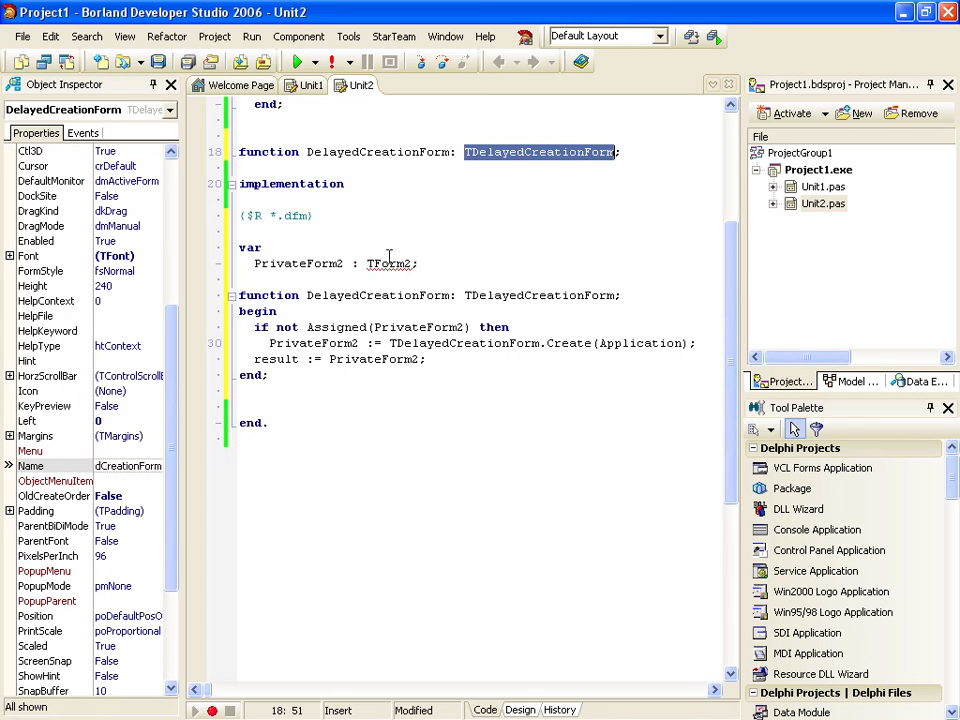 Project1 - Borland Developer Studio 2006 - Unit2
File Edit Search View Refactor Project Run Component Tools StarTeam Window Help
Default Layout
Object Inspector
DelayedCreationForm TDelaye
Properties Events
Ctl3D True
Cursor crDefault
DefaultMonitor dmActiveForm
DockSite False
DragKind dkDrag
DragMode dmManual
Enabled True
Font (TFont)
FormStyle fsNormal
Height 240
HelpContext 0
HelpFile
HelpKeyword
HelpType htContext
Hint
HorzScrollBar (TControlScrollB
Icon (None)
KeyPreview False
Left 0
Margins (TMargins)
Menu
Name dCreationForm
ObjectMenuItem
OldCreateOrder False
Padding (TPadding)
ParentBiDiMode True
ParentFont False
PixelsPerInch 96
PopupMenu
PopupMode pmNone
PopupParent
Position poDefaultPosO
PrintScale poProportional
Scaled True
ScreenSnap False
ShowHint False
SnapBuffer 10
All shown
Welcome Page Unit1 Unit2
end;
18 function DelayedCreationForm: TDelayedCreationForm;
20 implementation
{$R *.dfm}
var
PrivateForm2 : TForm2;
function DelayedCreationForm: TDelayedCreationForm;
begin
if not Assigned(PrivateForm2) then
30 PrivateForm2 := TDelayedCreationForm.Create(Application);
result := PrivateForm2;
end;
end.
18: 51 Insert Modified Code Design History
Project1.bdsproj - Project Man...
Activate New Remove
File
ProjectGroup1
Project1.exe
Unit1.pas
Unit2.pas
Project... Model ... Data E...
Tool Palette
Delphi Projects
VCL Forms Application
Package
DLL Wizard
Console Application
Control Panel Application
Service Application
Win2000 Logo Application
Win95/98 Logo Application
SDI Application
MDI Application
Resource DLL Wizard
Delphi Projects | Delphi Files
Data Module